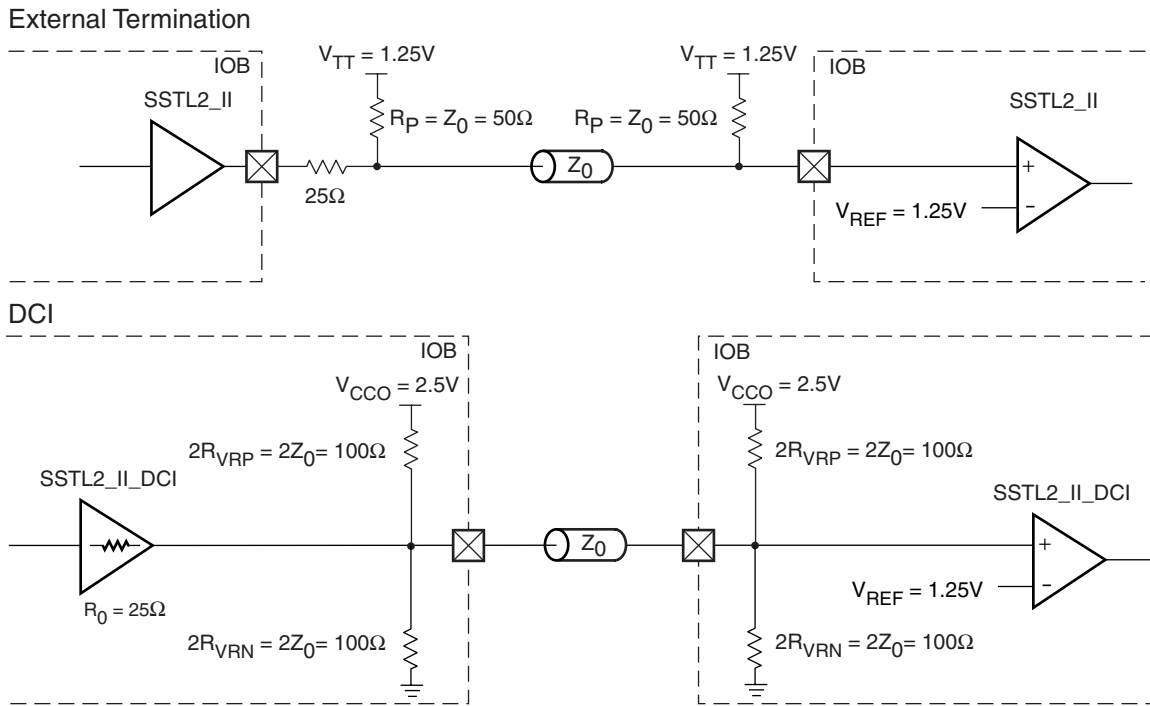 External Termination
IOB
V_TT = 1.25V
V_TT = 1.25V
IOB
SSTL2_II
R_P = Z_0 = 50Ω
R_P = Z_0 = 50Ω
SSTL2_II
Z_0
25Ω
+
–
V_REF = 1.25V
DCI
IOB
IOB
V_CCO = 2.5V
V_CCO = 2.5V
2R_VRP = 2Z_0= 100Ω
2R_VRP = 2Z_0= 100Ω
SSTL2_II_DCI
SSTL2_II_DCI
Z_0
+
–
V_REF = 1.25V
R_0 = 25Ω
2R_VRN = 2Z_0= 100Ω
2R_VRN = 2Z_0= 100Ω